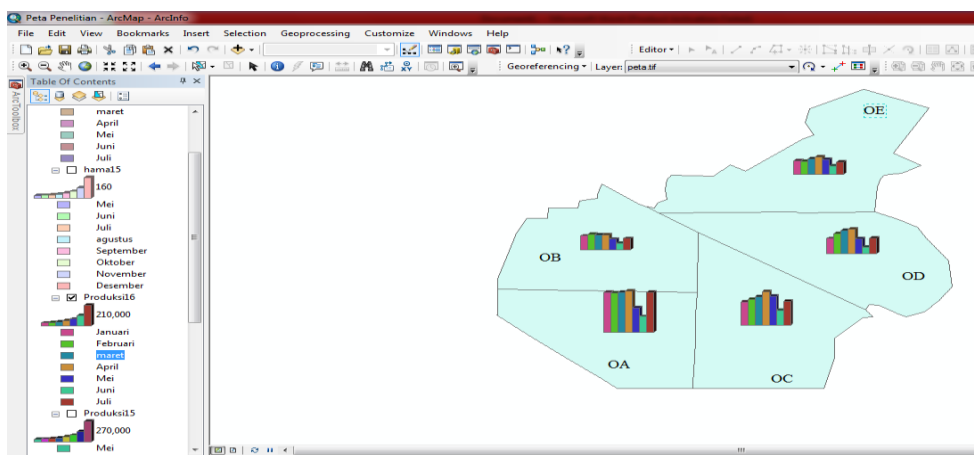 Peta Penelitian - ArcMap - ArcInfo
File Edit View Bookmarks Insert Selection Geoprocessing Customize Windows Help
Editor
Georeferencing Layer: peta.tif
Table Of Contents
ArcToolbox
maret
April
Mei
Juni
Juli
hama15
160
Mei
Juni
Juli
agustus
September
Oktober
November
Desember
Produksi16
210,000
Januari
Februari
maret
April
Mei
Juni
Juli
Produksi15
270,000
Mei
OE
OB
OD
OA
OC